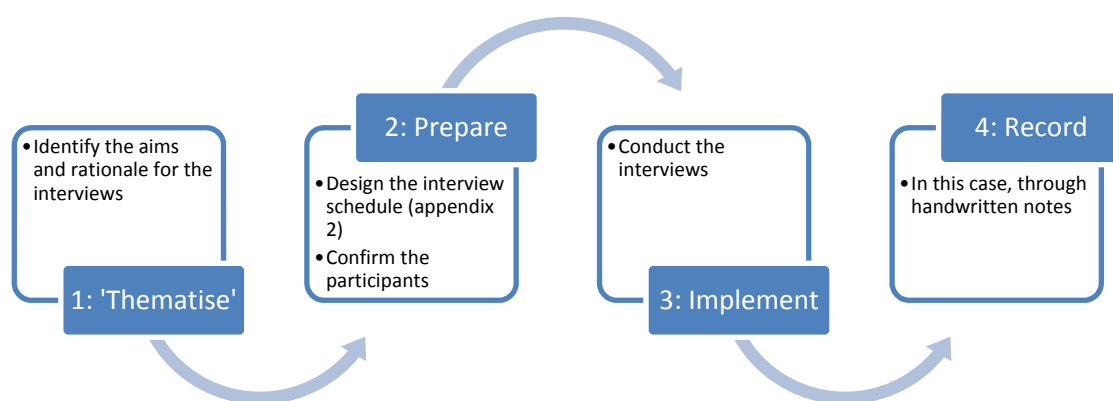 •Identify the aims
and rationale for the
interviews
1: 'Thematise'
2: Prepare
•Design the interview
schedule (appendix
2)
•Confirm the
participants
•Conduct the
interviews
3: Implement
4: Record
•In this case, through
handwritten notes